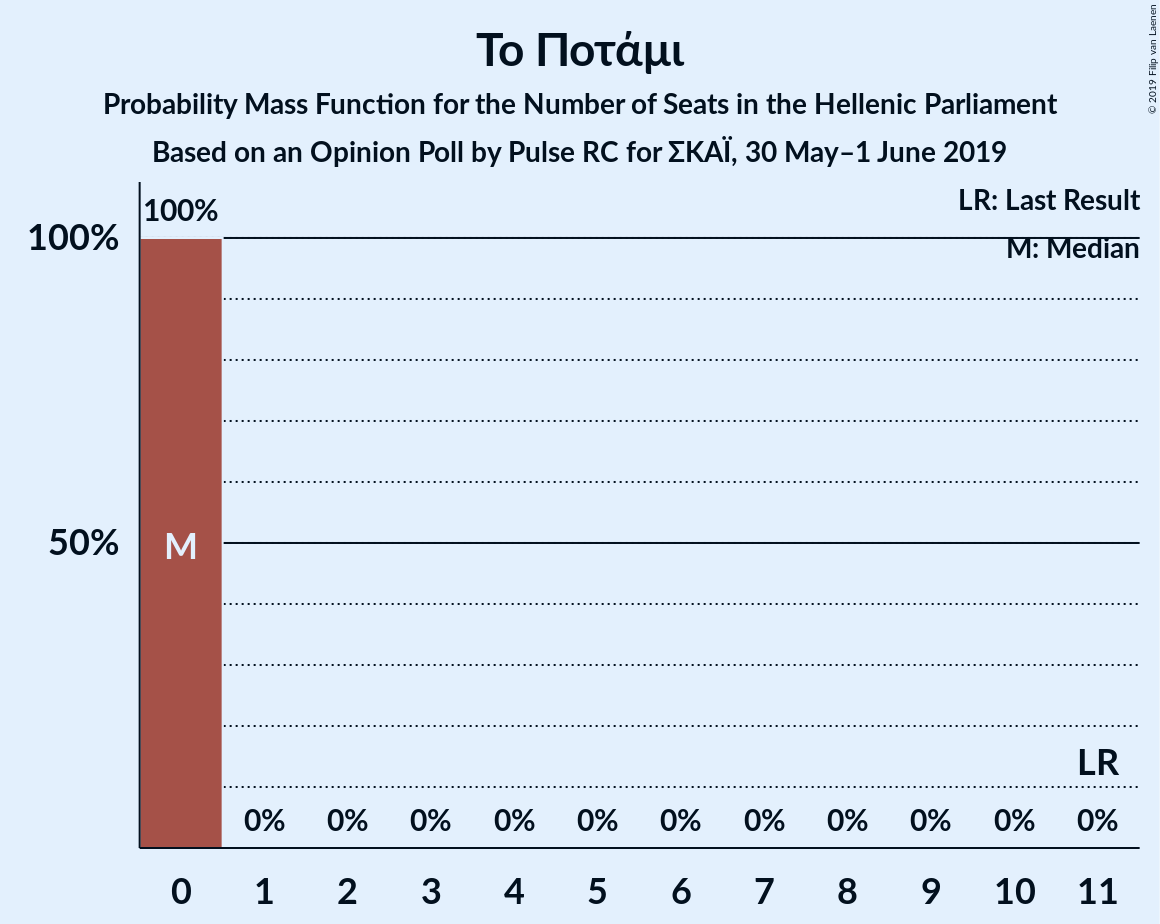 Το Ποτάμι
Probability Mass Function for the Number of Seats in the Hellenic Parliament
Based on an Opinion Poll by Pulse RC for ΣΚΑΪ, 30 May–1 June 2019
© 2019 Filip van Laenen
LR: Last Result
M: Median
100%
100%
50%
M
LR
0% 0% 0% 0% 0% 0% 0% 0% 0% 0% 0%
0 1 2 3 4 5 6 7 8 9 10 11